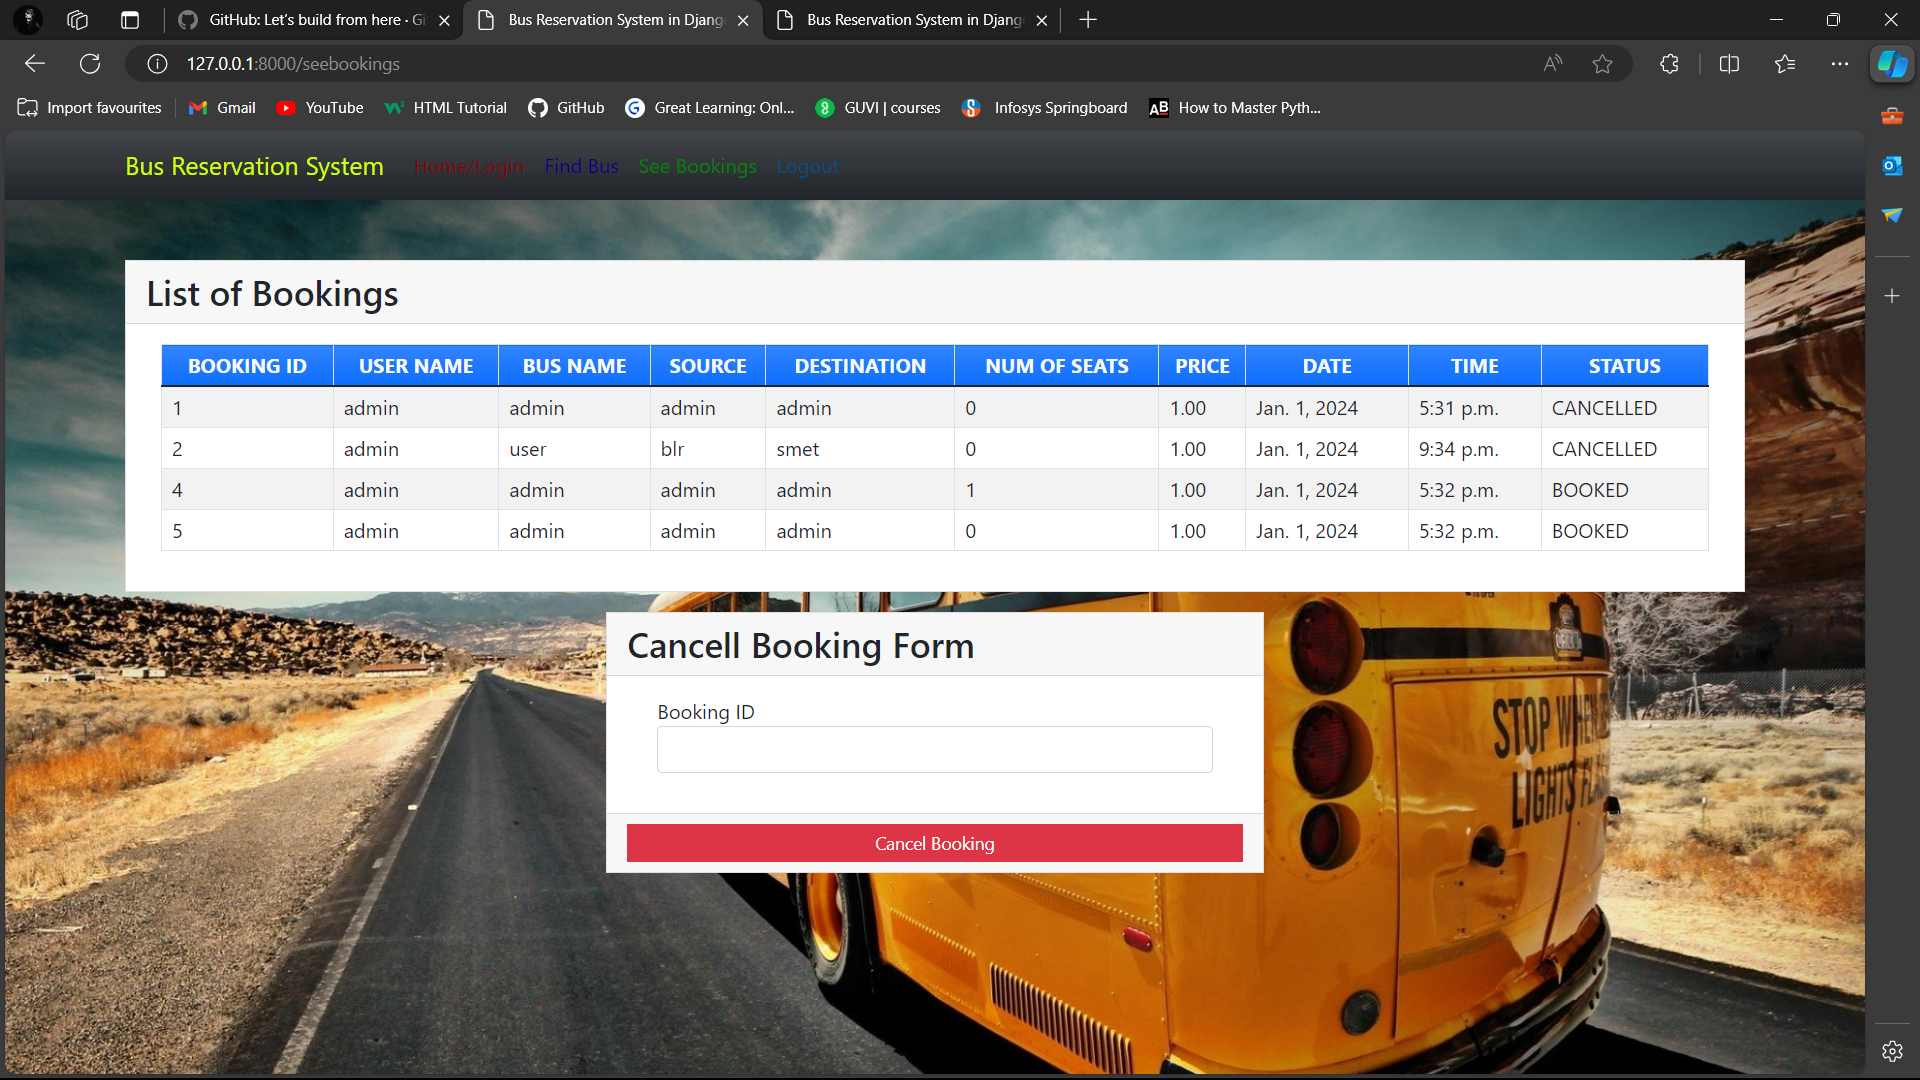 GitHub: Let's build from here · Gi
Bus Reservation System in Djang
Bus Reservation System in Djang
127.0.0.1:8000/seebookings
Import favourites
Gmail
YouTube
HTML Tutorial
GitHub
Great Learning: Onl...
GUVI | courses
Infosys Springboard
How to Master Pyth...
Bus Reservation System Home/Login Find Bus See Bookings Logout
List of Bookings
BOOKING ID USER NAME BUS NAME SOURCE DESTINATION NUM OF SEATS PRICE DATE TIME STATUS
1 admin admin admin admin 0 1.00 Jan. 1, 2024 5:31 p.m. CANCELLED
2 admin user blr smet 0 1.00 Jan. 1, 2024 9:34 p.m. CANCELLED
4 admin admin admin admin 1 1.00 Jan. 1, 2024 5:32 p.m. BOOKED
5 admin admin admin admin 0 1.00 Jan. 1, 2024 5:32 p.m. BOOKED
Cancell Booking Form
Booking ID
Cancel Booking
STOP WHEN
LIGHTS FL